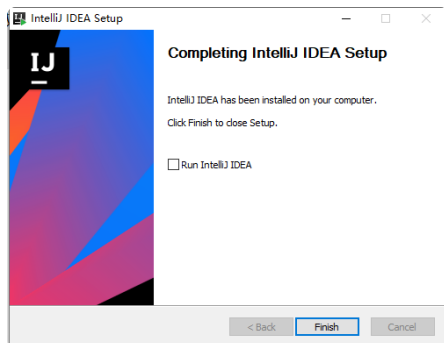 IntelliJ IDEA Setup
Completing IntelliJ IDEA Setup
IJ
IntelliJ IDEA has been installed on your computer.
Click Finish to close Setup.
Run IntelliJ IDEA
< Back
Finish
Cancel